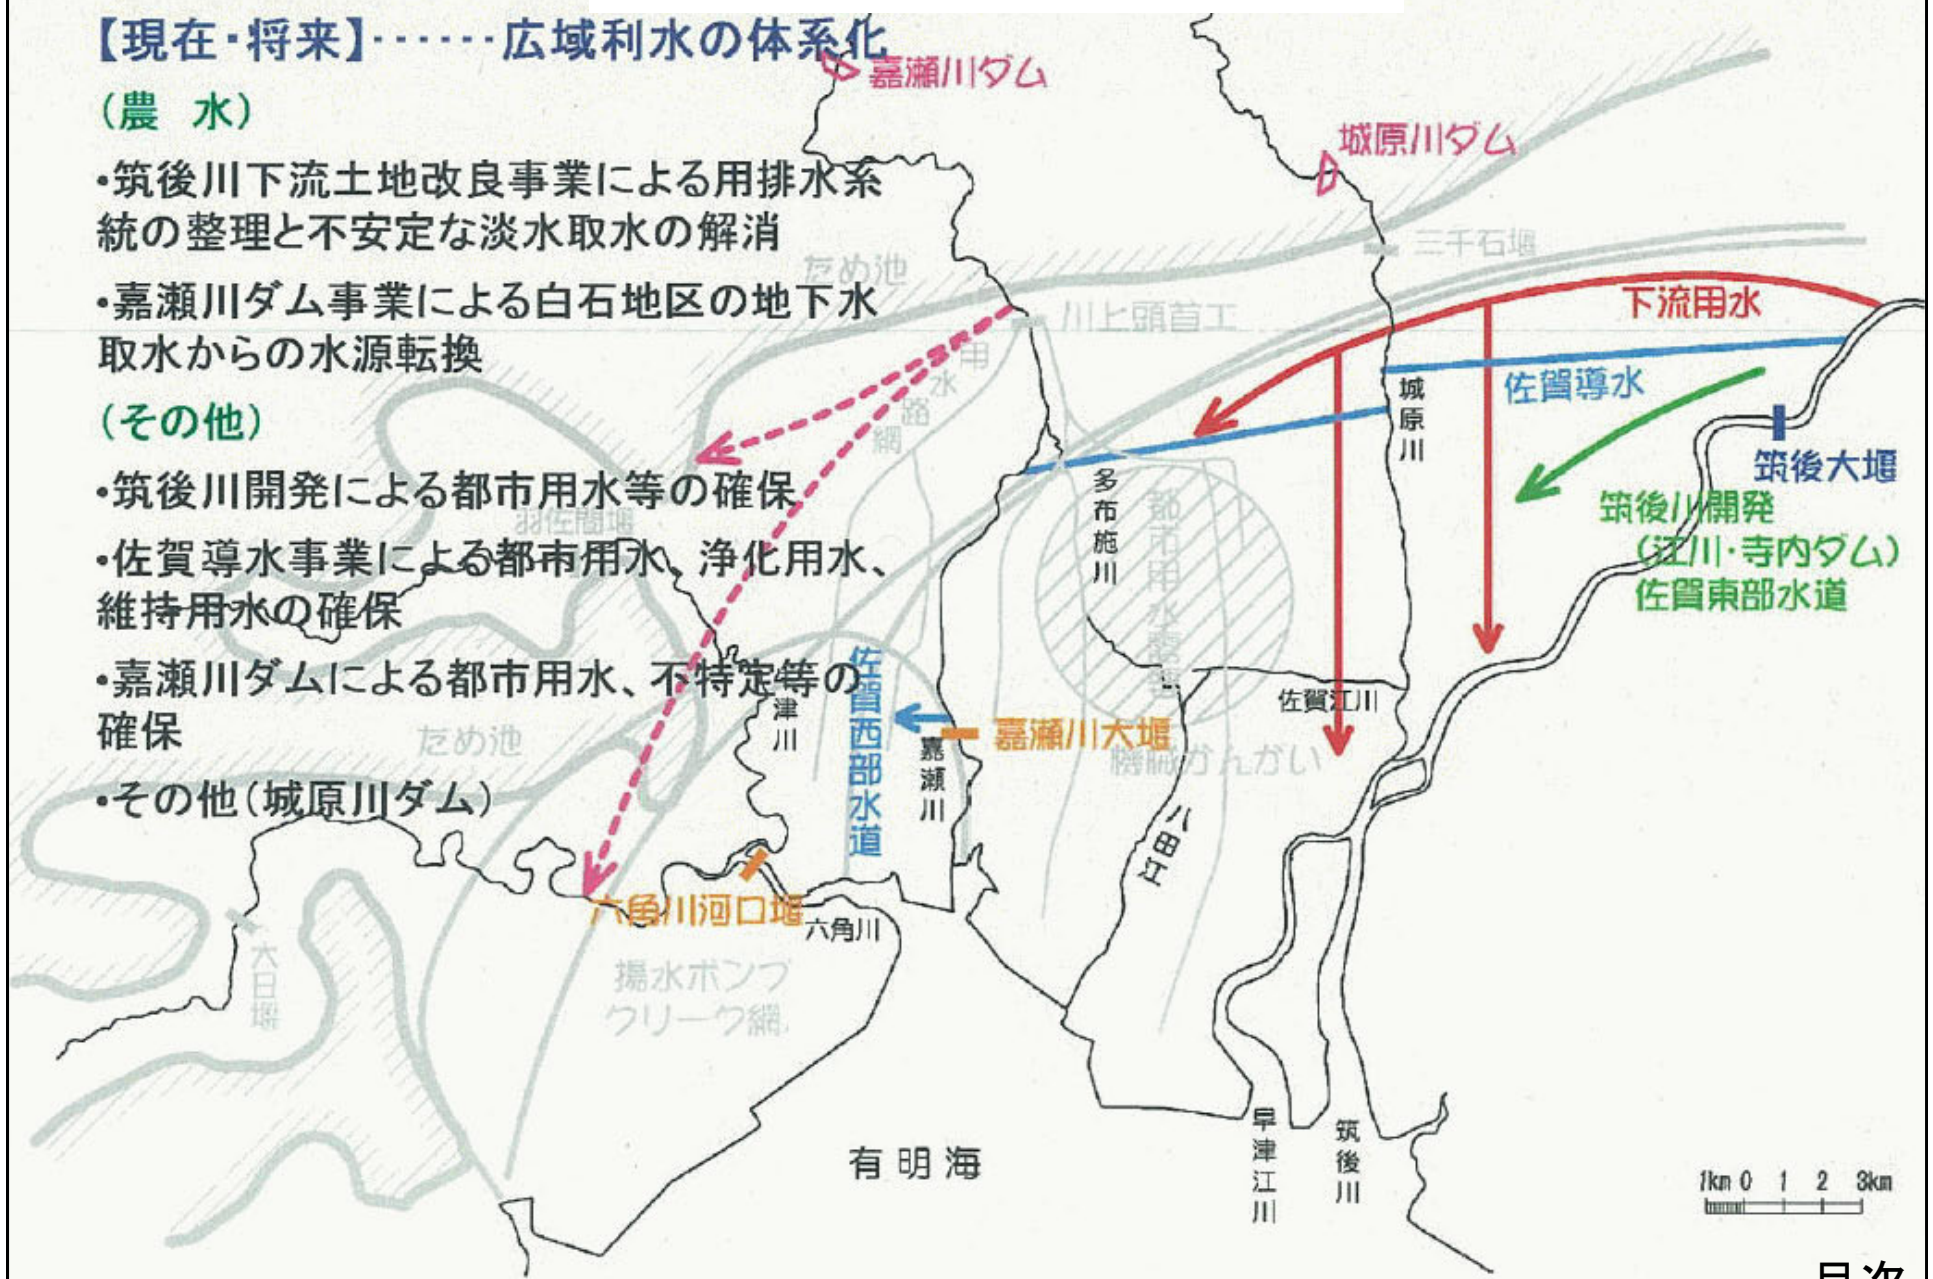 【現在･将来】･･････広域利水の体系化
（農　水）
･筑後川下流土地改良事業による用排水系
統の整理と不安定な淡水取水の解消
･嘉瀬川ダム事業による白石地区の地下水
取水からの水源転換
（その他）
･筑後川開発による都市用水等の確保
･佐賀導水事業による都市用水、浄化用水、
維持用水の確保
･嘉瀬川ダムによる都市用水、不特定等の
確保
･その他（城原川ダム）
嘉瀬川ダム
城原川ダム
三千石堰
ため池
川上頭首工
用水路網
下流用水
佐賀導水
城原川
筑後大堰
筑後川開発
（江川･寺内ダム）
佐賀東部水道
多布施川
羽佐間堰
佐賀江川
津川
佐賀西部水道
嘉瀬川
嘉瀬川大堰
ため池
八田江
六角川河口堰
六角川
大日堰
揚水ポンプ
クリーク網
有明海
早津江川
筑後川
1km 0 1 2 3km
目次